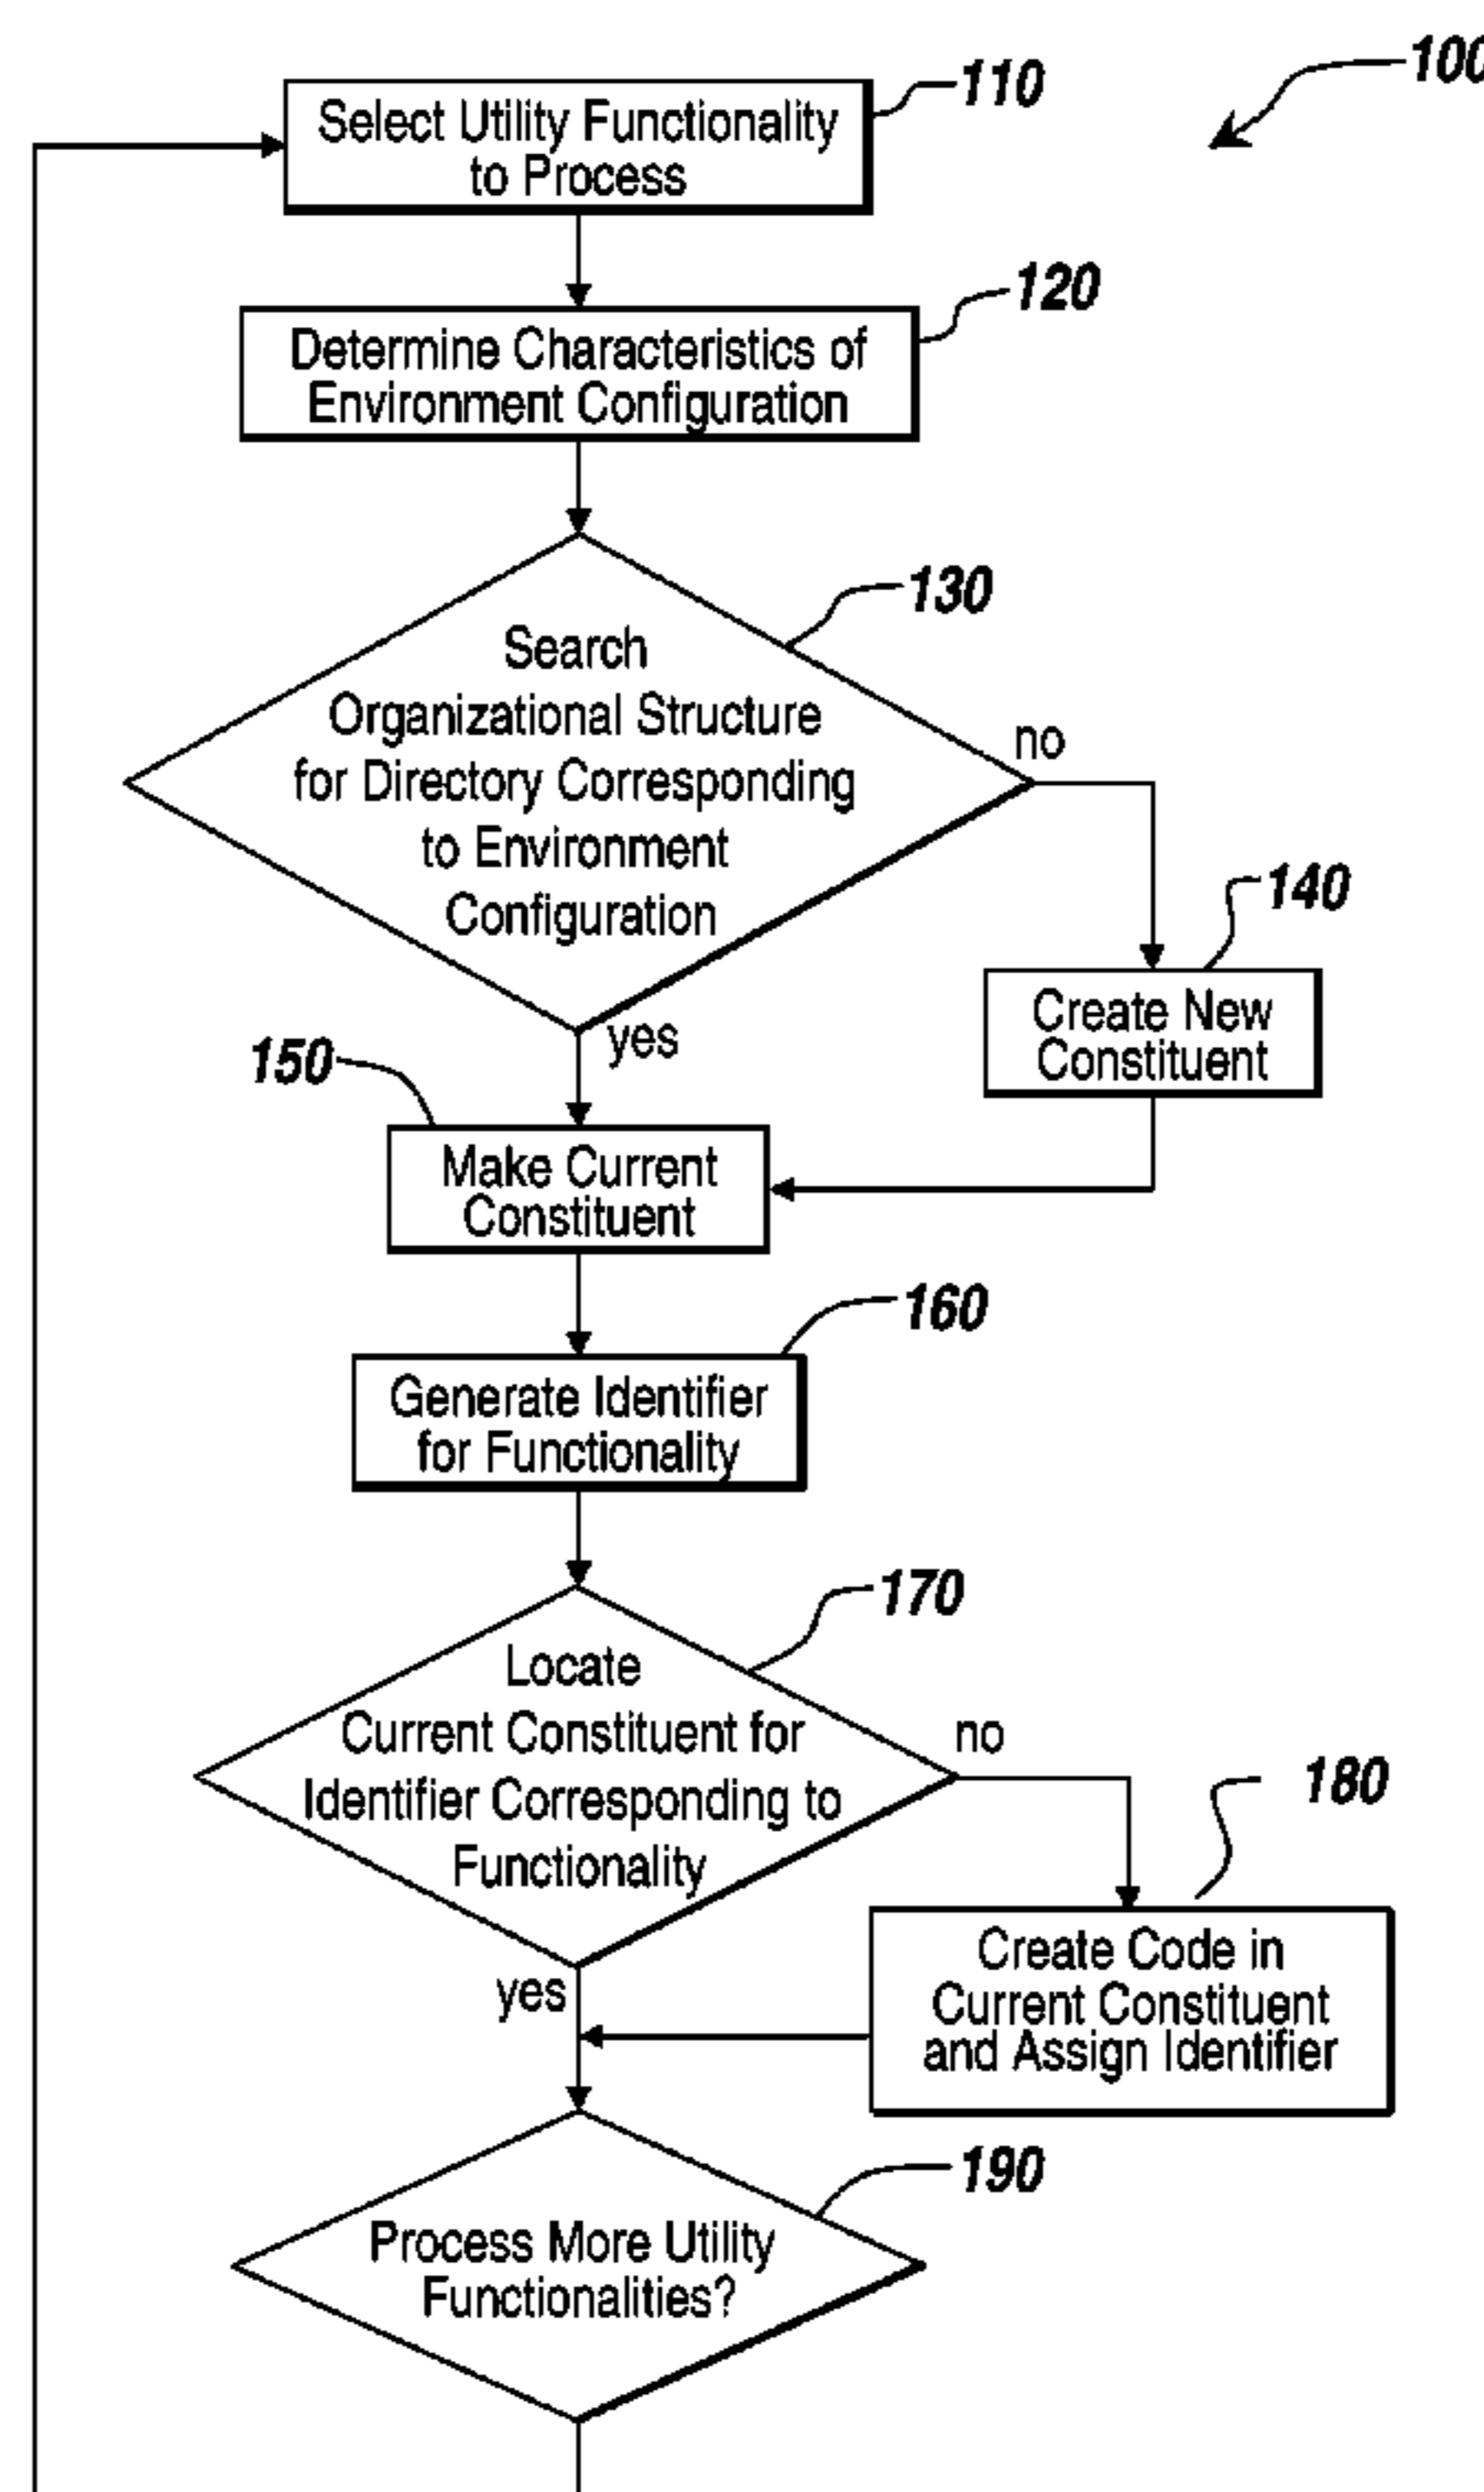 100
110
Select Utility Functionality
to Process
120
Determine Characteristics of
Environment Configuration
130
Search
Organizational Structure
for Directory Corresponding
to Environment
Configuration
no
yes
140
Create New
Constituent
150
Make Current
Constituent
160
Generate Identifier
for Functionality
170
Locate
Current Constituent for
Identifier Corresponding to
Functionality
no
yes
180
Create Code in
Current Constituent
and Assign Identifier
190
Process More Utility
Functionalities?